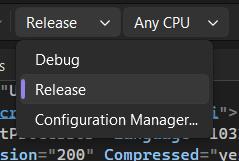 Release Any CPU
Debug
Release
Configuration Manager...
"200" Compressed="ye